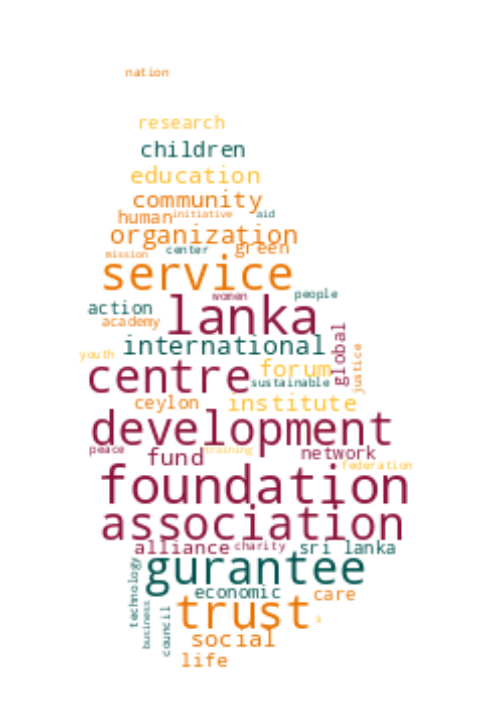 nation
research
children
education
community
human initiative aid
organization
mission center green
service
women people
action lanka
academy
international global
youth justice
centre forum
sustainable
ceylon institute
development
peace fund training network
federation
foundation
association
alliance charity sri lanka
gurantee
technology economic care
business council trust s
social
life